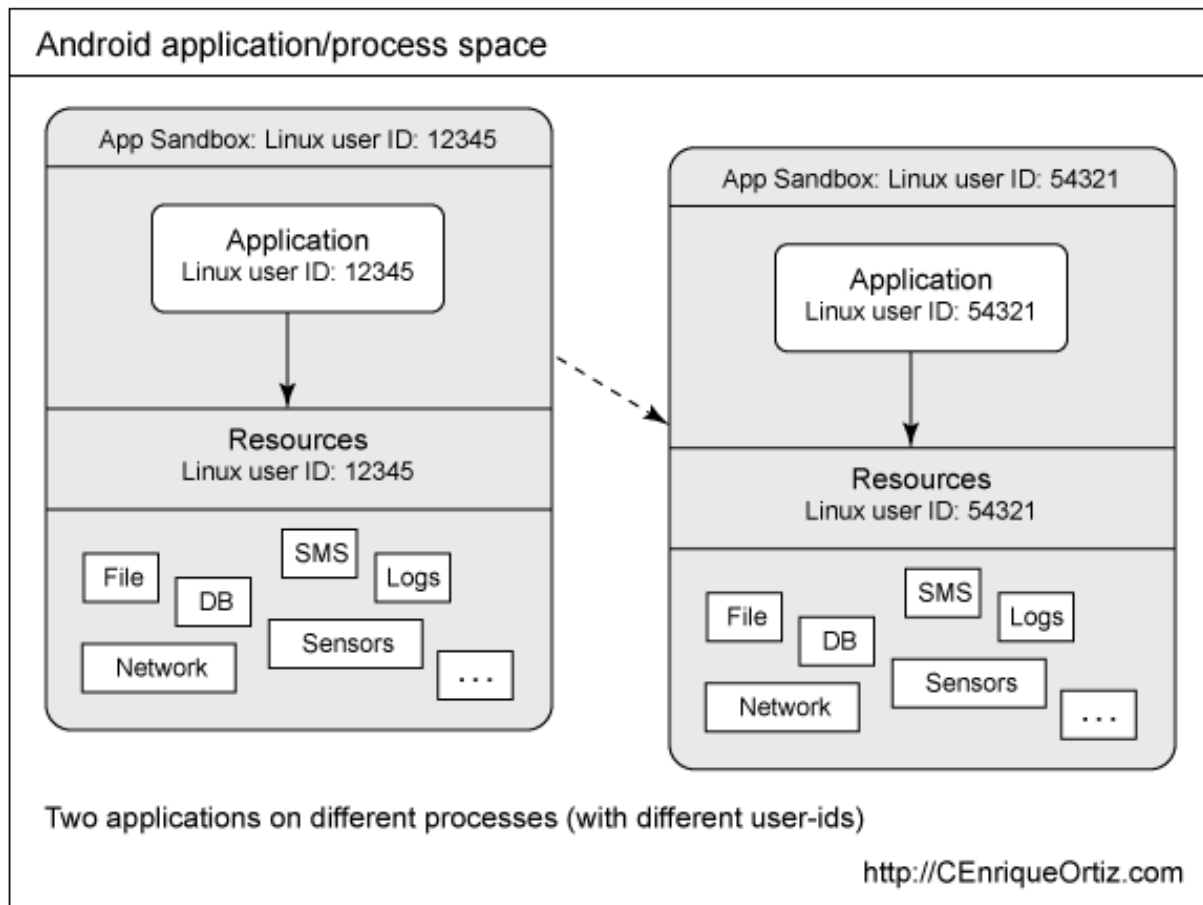 Android application/process space
App Sandbox: Linux user ID: 12345
Application
Linux user ID: 12345
Resources
Linux user ID: 12345
File
DB
SMS
Logs
Network
Sensors
...
App Sandbox: Linux user ID: 54321
Application
Linux user ID: 54321
Resources
Linux user ID: 54321
File
DB
SMS
Logs
Network
Sensors
...
Two applications on different processes (with different user-ids)
http://CEnriqueOrtiz.com